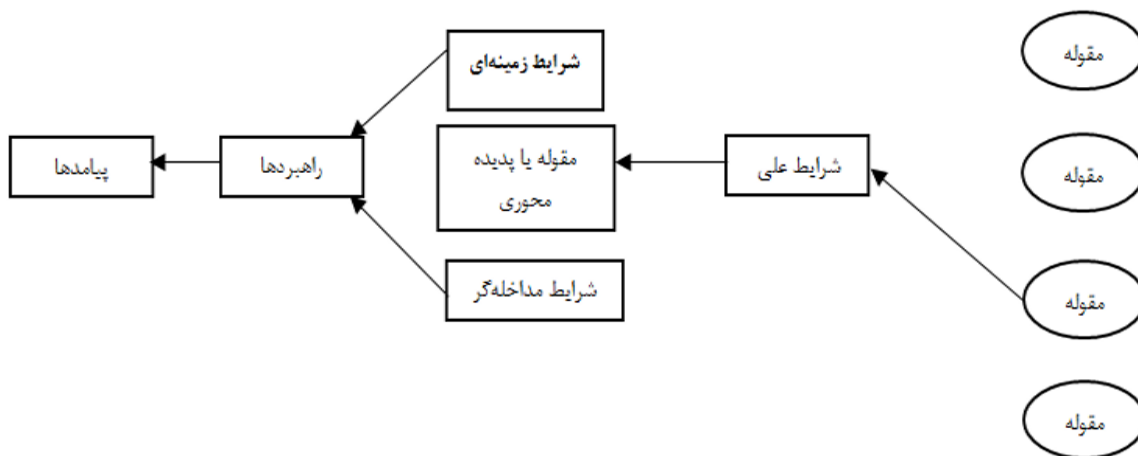 مقوله
شرایط زمینه‌ای
مقوله
شرایط علی
مقوله یا پدیده
محوری
راهبردها
پیامدها
مقوله
شرایط مداخله‌گر
مقوله